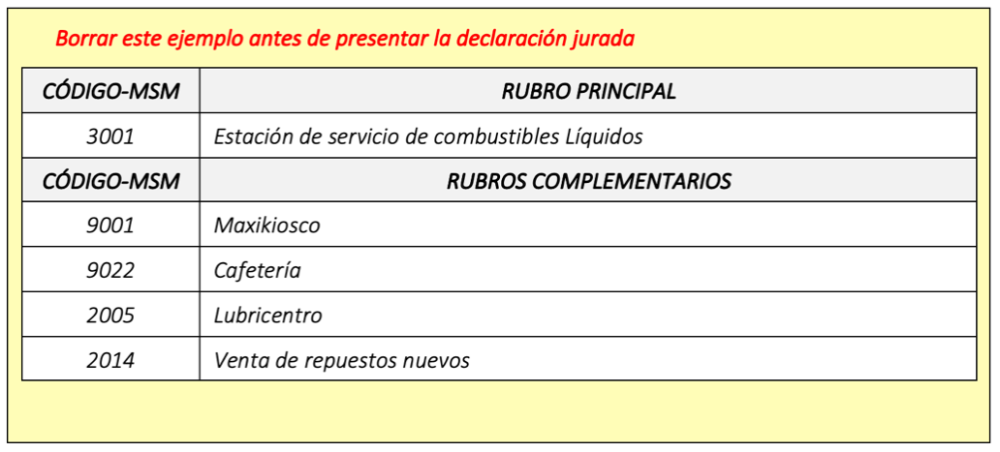 Borrar este ejemplo antes de presentar la declaración jurada
CÓDIGO-MSM RUBRO PRINCIPAL
3001 Estación de servicio de combustibles Líquidos
CÓDIGO-MSM RUBROS COMPLEMENTARIOS
9001 Maxikiosco
9022 Cafetería
2005 Lubricentro
2014 Venta de repuestos nuevos